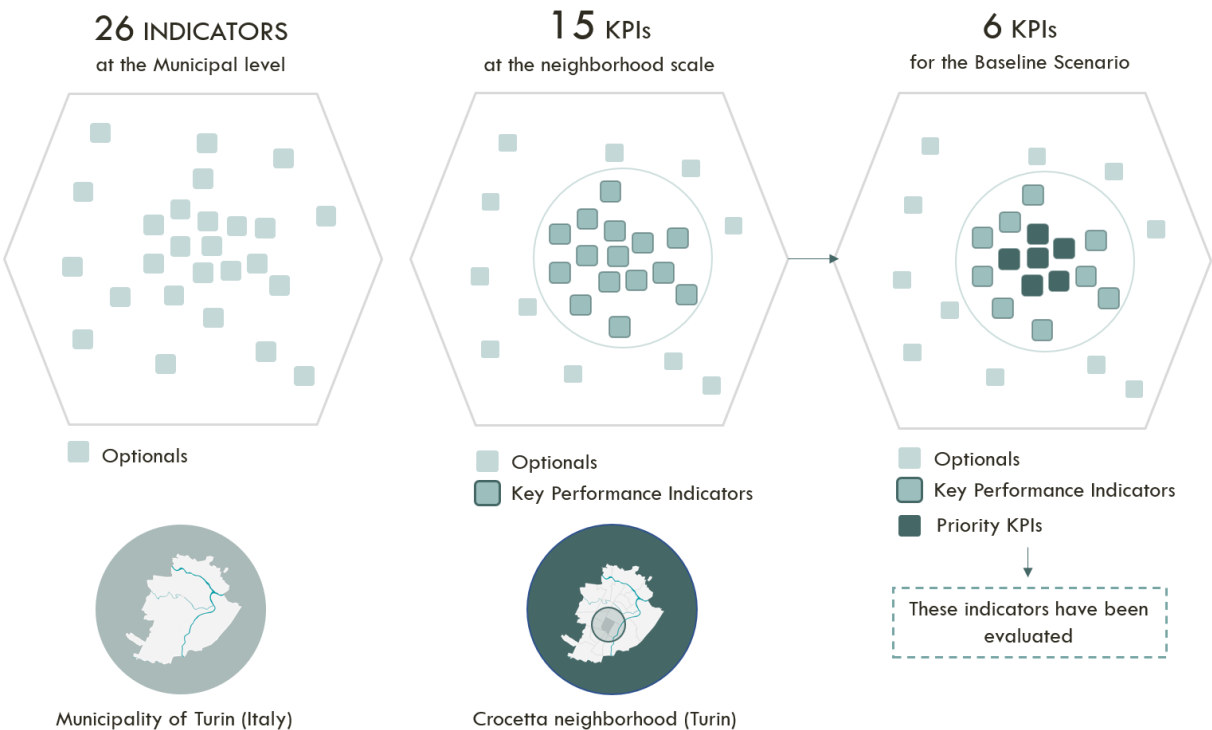 26 INDICATORS
at the Municipal level
Optionals
Municipality of Turin (Italy)
15 KPIs
at the neighborhood scale
Optionals
Key Performance Indicators
Crocetta neighborhood (Turin)
6 KPIs
for the Baseline Scenario
Optionals
Key Performance Indicators
Priority KPIs
These indicators have been
evaluated